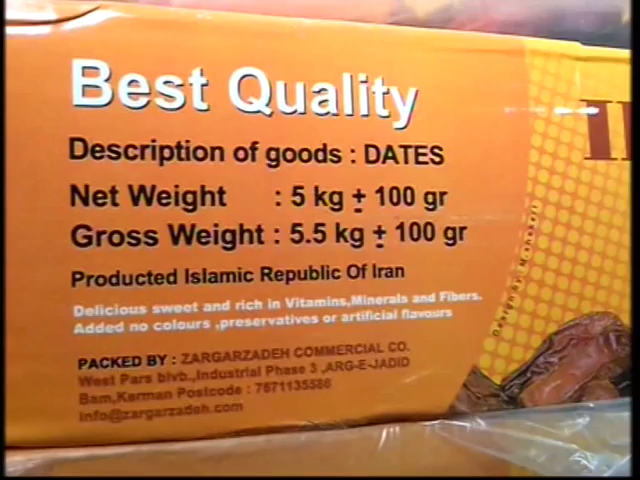 Best Quality
Description of goods : DATES
Net Weight : 5 kg ± 100 gr
Gross Weight : 5.5 kg ± 100 gr
Producted Islamic Republic Of Iran
Delicious sweet and rich in Vitamins,Minerals and Fibers.
Added no colours ,preservatives or artificial flavours
PACKED BY : ZARGARZADEH COMMERCIAL CO.
West Pars blvb.,Industrial Phase 3 ,ARG-E-JADID
Bam,Kerman Postcode : 7671135586
info@zargarzadeh.com
Design by: M.shakeri